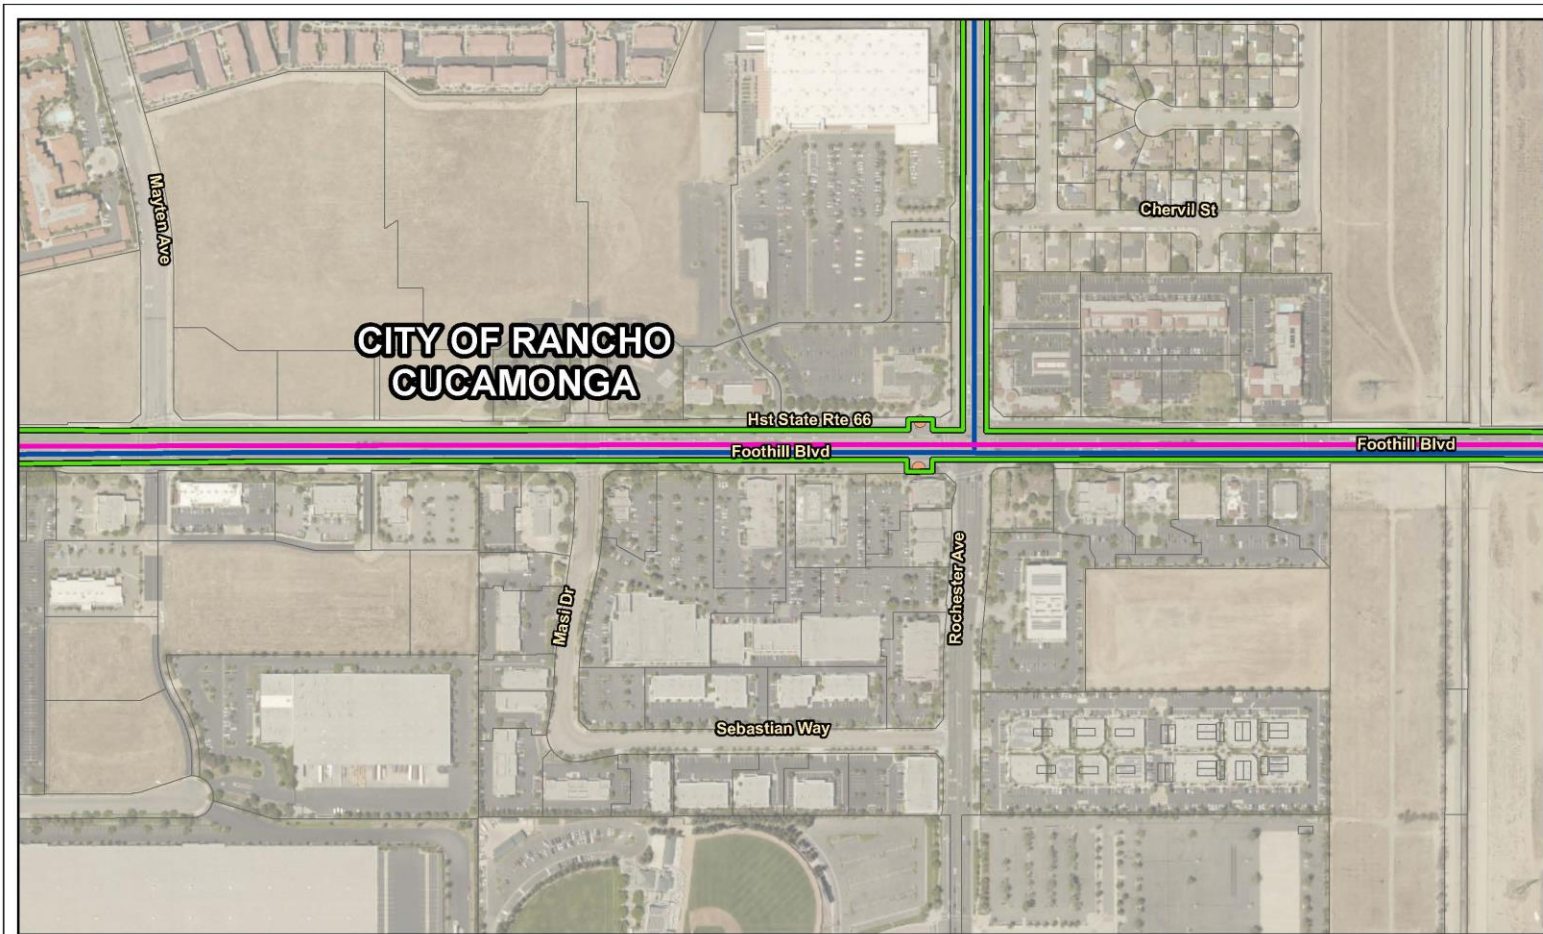 Mayten Ave
Chervil St
CITY OF RANCHO
CUCAMONGA
Hst State Rte 66
Foothill Blvd
Foothill Blvd
Masi Dr
Rochester Ave
Sebastian Way